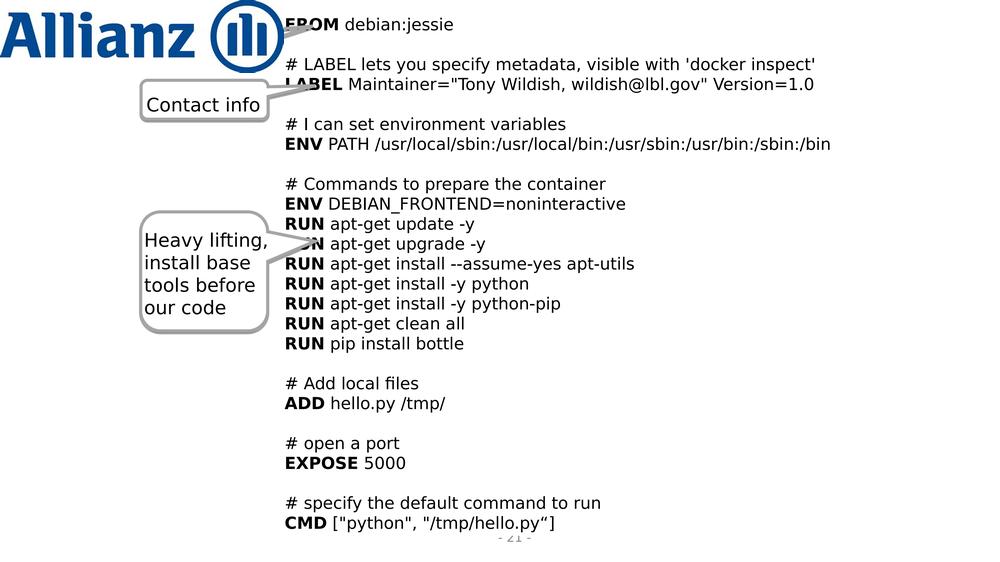 Allianz
FROM debian:jessie
# LABEL lets you specify metadata, visible with 'docker inspect'
LABEL Maintainer="Tony Wildish, wildish@lbl.gov" Version=1.0
Contact info
# I can set environment variables
ENV PATH /usr/local/sbin:/usr/local/bin:/usr/sbin:/usr/bin:/sbin:/bin
# Commands to prepare the container
ENV DEBIAN_FRONTEND=noninteractive
RUN apt-get update -y
RUN apt-get upgrade -y
RUN apt-get install --assume-yes apt-utils
RUN apt-get install -y python
RUN apt-get install -y python-pip
RUN apt-get clean all
RUN pip install bottle
Heavy lifting,
install base
tools before
our code
# Add local files
ADD hello.py /tmp/
# open a port
EXPOSE 5000
# specify the default command to run
CMD ["python", "/tmp/hello.py“]
- 21 -